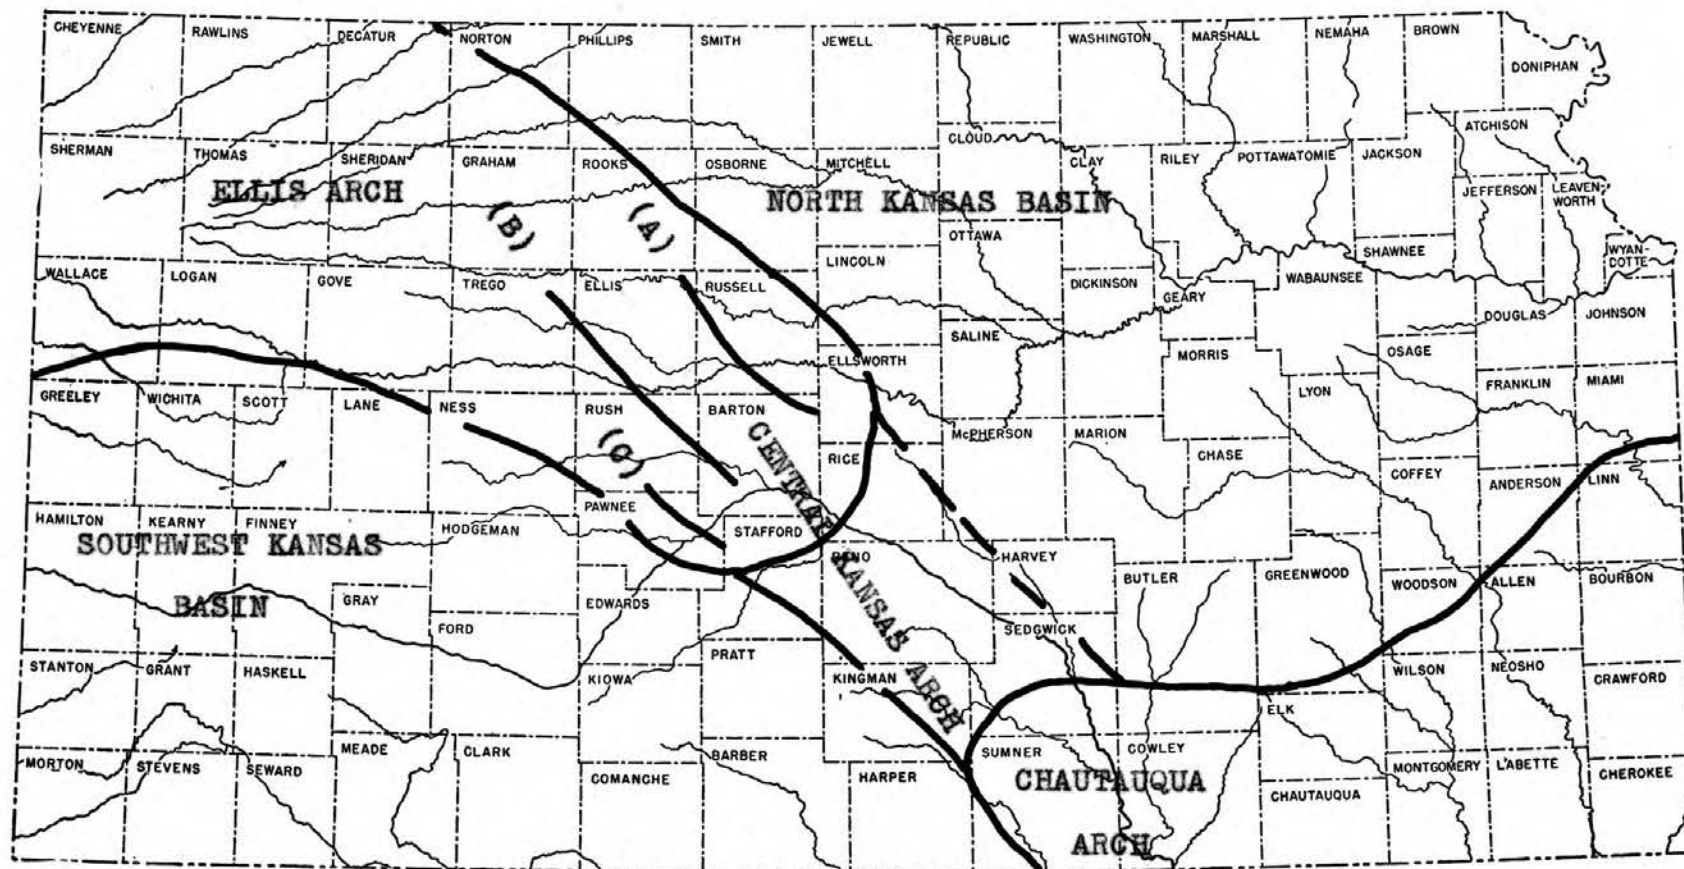 CHEYENNE
RAWLINS
DECATUR
NORTON
PHILLIPS
SMITH
JEWELL
REPUBLIC
WASHINGTON
MARSHALL
NEMAHA
BROWN
DONIPHAN
SHERMAN
THOMAS
SHERIDAN
GRAHAM
ROOKS
OSBORNE
MITCHELL
CLOUD
CLAY
RILEY
POTTAWATOMIE
JACKSON
ATCHISON
JEFFERSON
LEAVEN-
WORTH
ELLIS ARCH
(B)
(A)
NORTH KANSAS BASIN
OTTAWA
LINCOLN
SHAWNEE
WYAN-
DOTTE
WALLACE
LOGAN
GOVE
TREGO
ELLIS
RUSSELL
DICKINSON
GEARY
WABAUNSEE
DOUGLAS
JOHNSON
SALINE
ELLSWORTH
MORRIS
OSAGE
FRANKLIN
MIAMI
GREELEY
WICHITA
SCOTT
LANE
NESS
RUSH
BARTON
LYON
McPHERSON
MARION
CHASE
RICE
COFFEY
ANDERSON
LINN
(C)
CENTRAL KANSAS ARCH
PAWNEE
STAFFORD
HAMILTON
KEARNY
FINNEY
HODGEMAN
SOUTHWEST KANSAS
BASIN
RENO
HARVEY
BUTLER
GREENWOOD
WOODSON
ALLEN
BOURBON
GRAY
EDWARDS
FORD
SEDGWICK
PRATT
STANTON
GRANT
HASKELL
KIOWA
KINGMAN
WILSON
NEOSHO
CRAWFORD
ELK
MEADE
CLARK
BARBER
SUMNER
COWLEY
MORTON
STEVENS
SEWARD
COMANCHE
HARPER
CHAUTAUQUA
ARCH
CHAUTAUQUA
MONTGOMERY
LABETTE
CHEROKEE